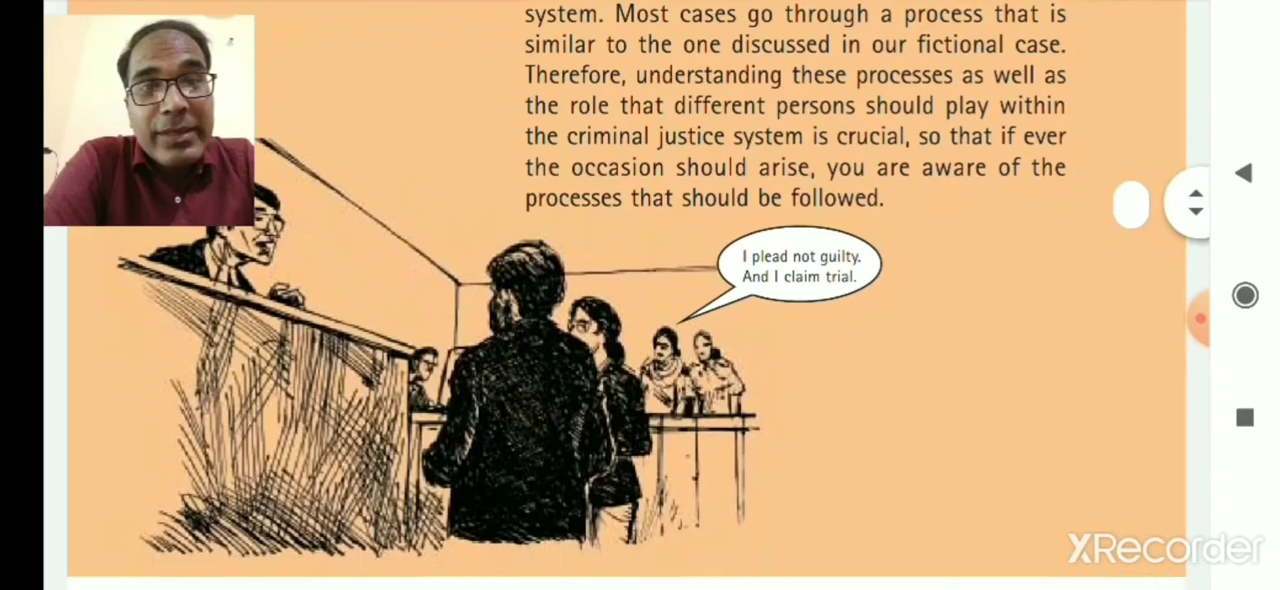 system. Most cases go through a process that is
similar to the one discussed in our fictional case.
Therefore, understanding these processes as well as
the role that different persons should play within
the criminal justice system is crucial, so that if ever
the occasion should arise, you are aware of the
processes that should be followed.
I plead not guilty.
And I claim trial.
XRecorder